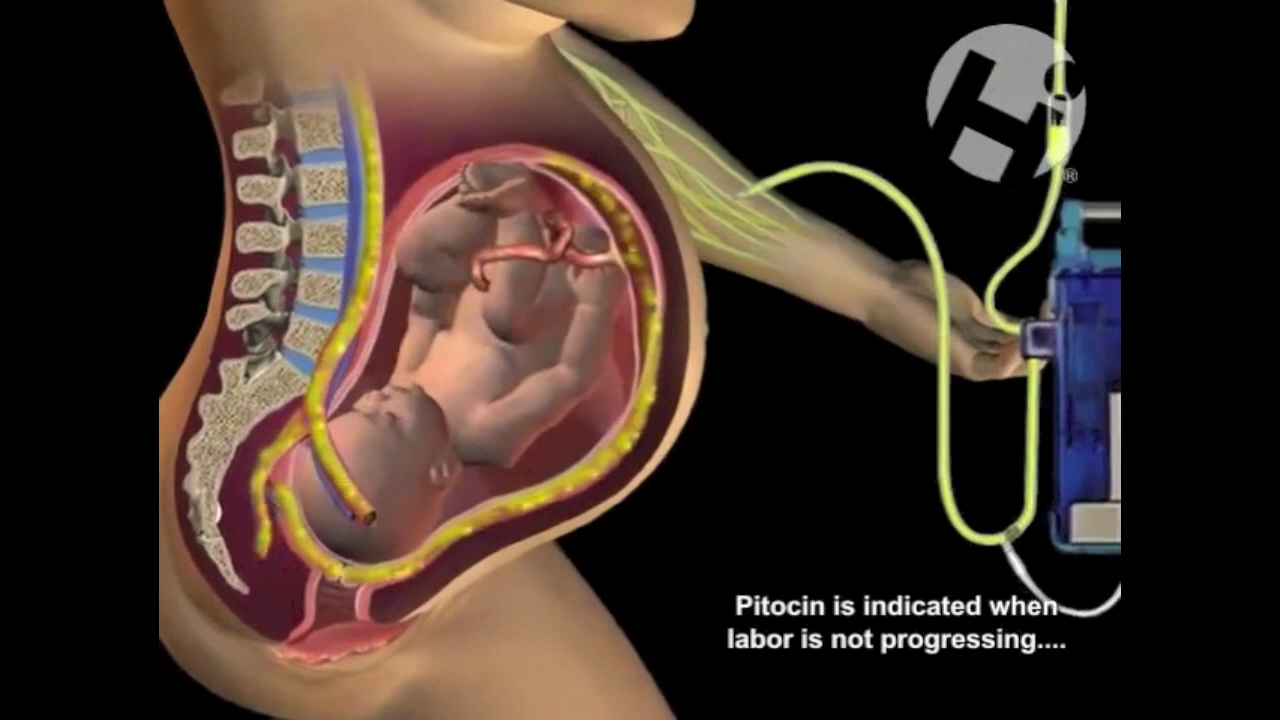 H
®
Pitocin is indicated when
labor is not progressing....